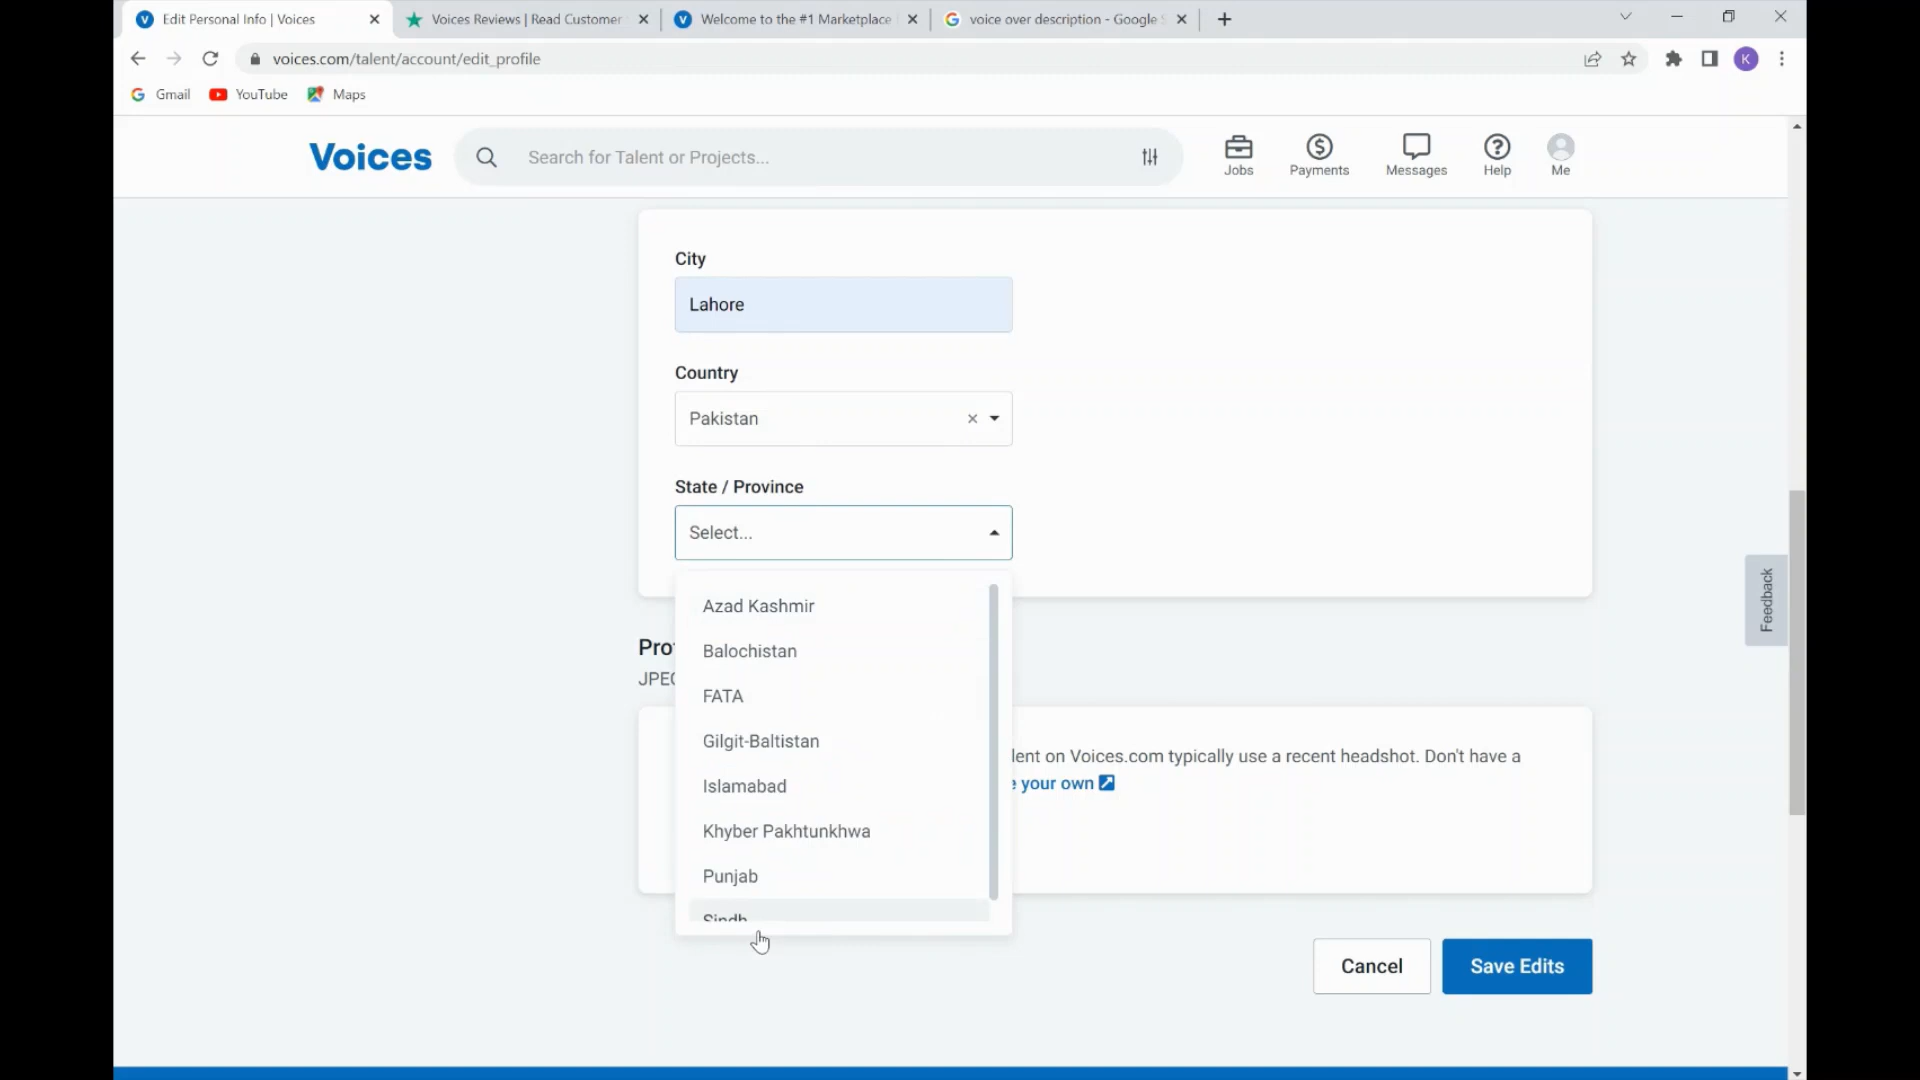 Edit Personal Info | Voices
Voices Reviews | Read Customer
Welcome to the #1 Marketplace
voice over description - Google
voices.com/talent/account/edit_profile
K
Gmail YouTube Maps
Voices
Search for Talent or Projects...
Jobs
Payments
Messages
Help
Me
City
Lahore
Country
Pakistan
State / Province
Select...
Azad Kashmir
Balochistan
FATA
Gilgit-Baltistan
Islamabad
Khyber Pakhtunkhwa
Punjab
Sindh
on Voices.com typically use a recent headshot. Don't have a
your own
Cancel
Save Edits
Feedback